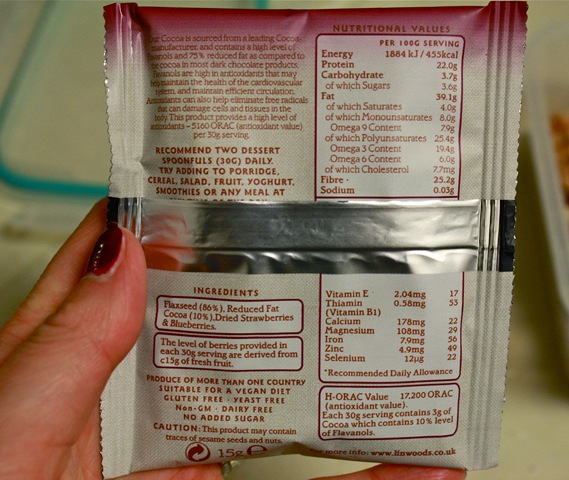 Our Cocoa is sourced from a leading Cocoa
manufacturer, and contains a high level of
flavanols and 75% reduced fat as compared to
the cocoa in most dark chocolate products.
Flavanols are high in antioxidants that may
help maintain the health of the cardiovascular
system, and maintain efficient circulation.
Antioxidants can also help eliminate free radicals
that can damage cells and tissues in the
body. This product provides a high level of
antioxidants – 5160 ORAC (antioxidant value)
per 30g serving.
RECOMMEND TWO DESSERT
SPOONFULS (30G) DAILY.
TRY ADDING TO PORRIDGE,
CEREAL, SALAD, FRUIT, YOGHURT,
SMOOTHIES OR ANY MEAL AT
NUTRITIONAL VALUES
PER 100G SERVING
Energy 1884 kJ / 455kcal
Protein 22.0g
Carbohydrate 3.7g
of which Sugars 3.6g
Fat 39.1g
of which Saturates 4.0g
of which Monounsaturates 8.0g
Omega 9 Content 7.9g
of which Polyunsaturates 25.4g
Omega 3 Content 19.4g
Omega 6 Content 6.0g
of which Cholesterol 7.7mg
Fibre 25.2g
Sodium 0.03g
INGREDIENTS
Flaxseed (86%), Reduced Fat
Cocoa (10%), Dried Strawberries
& Blueberries.
The level of berries provided in
each 30g serving are derived from
c15g of fresh fruit.
PRODUCE OF MORE THAN ONE COUNTRY
SUITABLE FOR A VEGAN DIET
GLUTEN FREE · YEAST FREE
Non-GM · DAIRY FREE
NO ADDED SUGAR
CAUTION: This product may contain
traces of sesame seeds and nuts.
15g e
Vitamin E 2.04mg 17
Thiamin 0.58mg 53
(Vitamin B1)
Calcium 178mg 22
Magnesium 108mg 29
Iron 7.9mg 56
Zinc 4.9mg 49
Selenium 12µg 22
*Recommended Daily Allowance
H-ORAC Value 17,200 ORAC
(antioxidant value).
Each 30g serving contains 3g of
Cocoa which contains 10% level
of Flavanols.
For more info: www.linwoods.co.uk